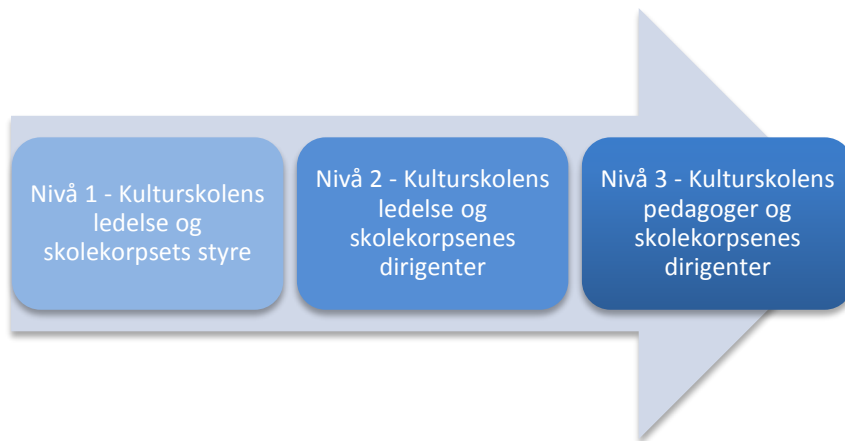 Nivå 1 - Kulturskolens
ledelse og
skolekorpsets styre
Nivå 2 - Kulturskolens
ledelse og
skolekorpsenes
dirigenter
Nivå 3 - Kulturskolens
pedagoger og
skolekorpsenes
dirigenter